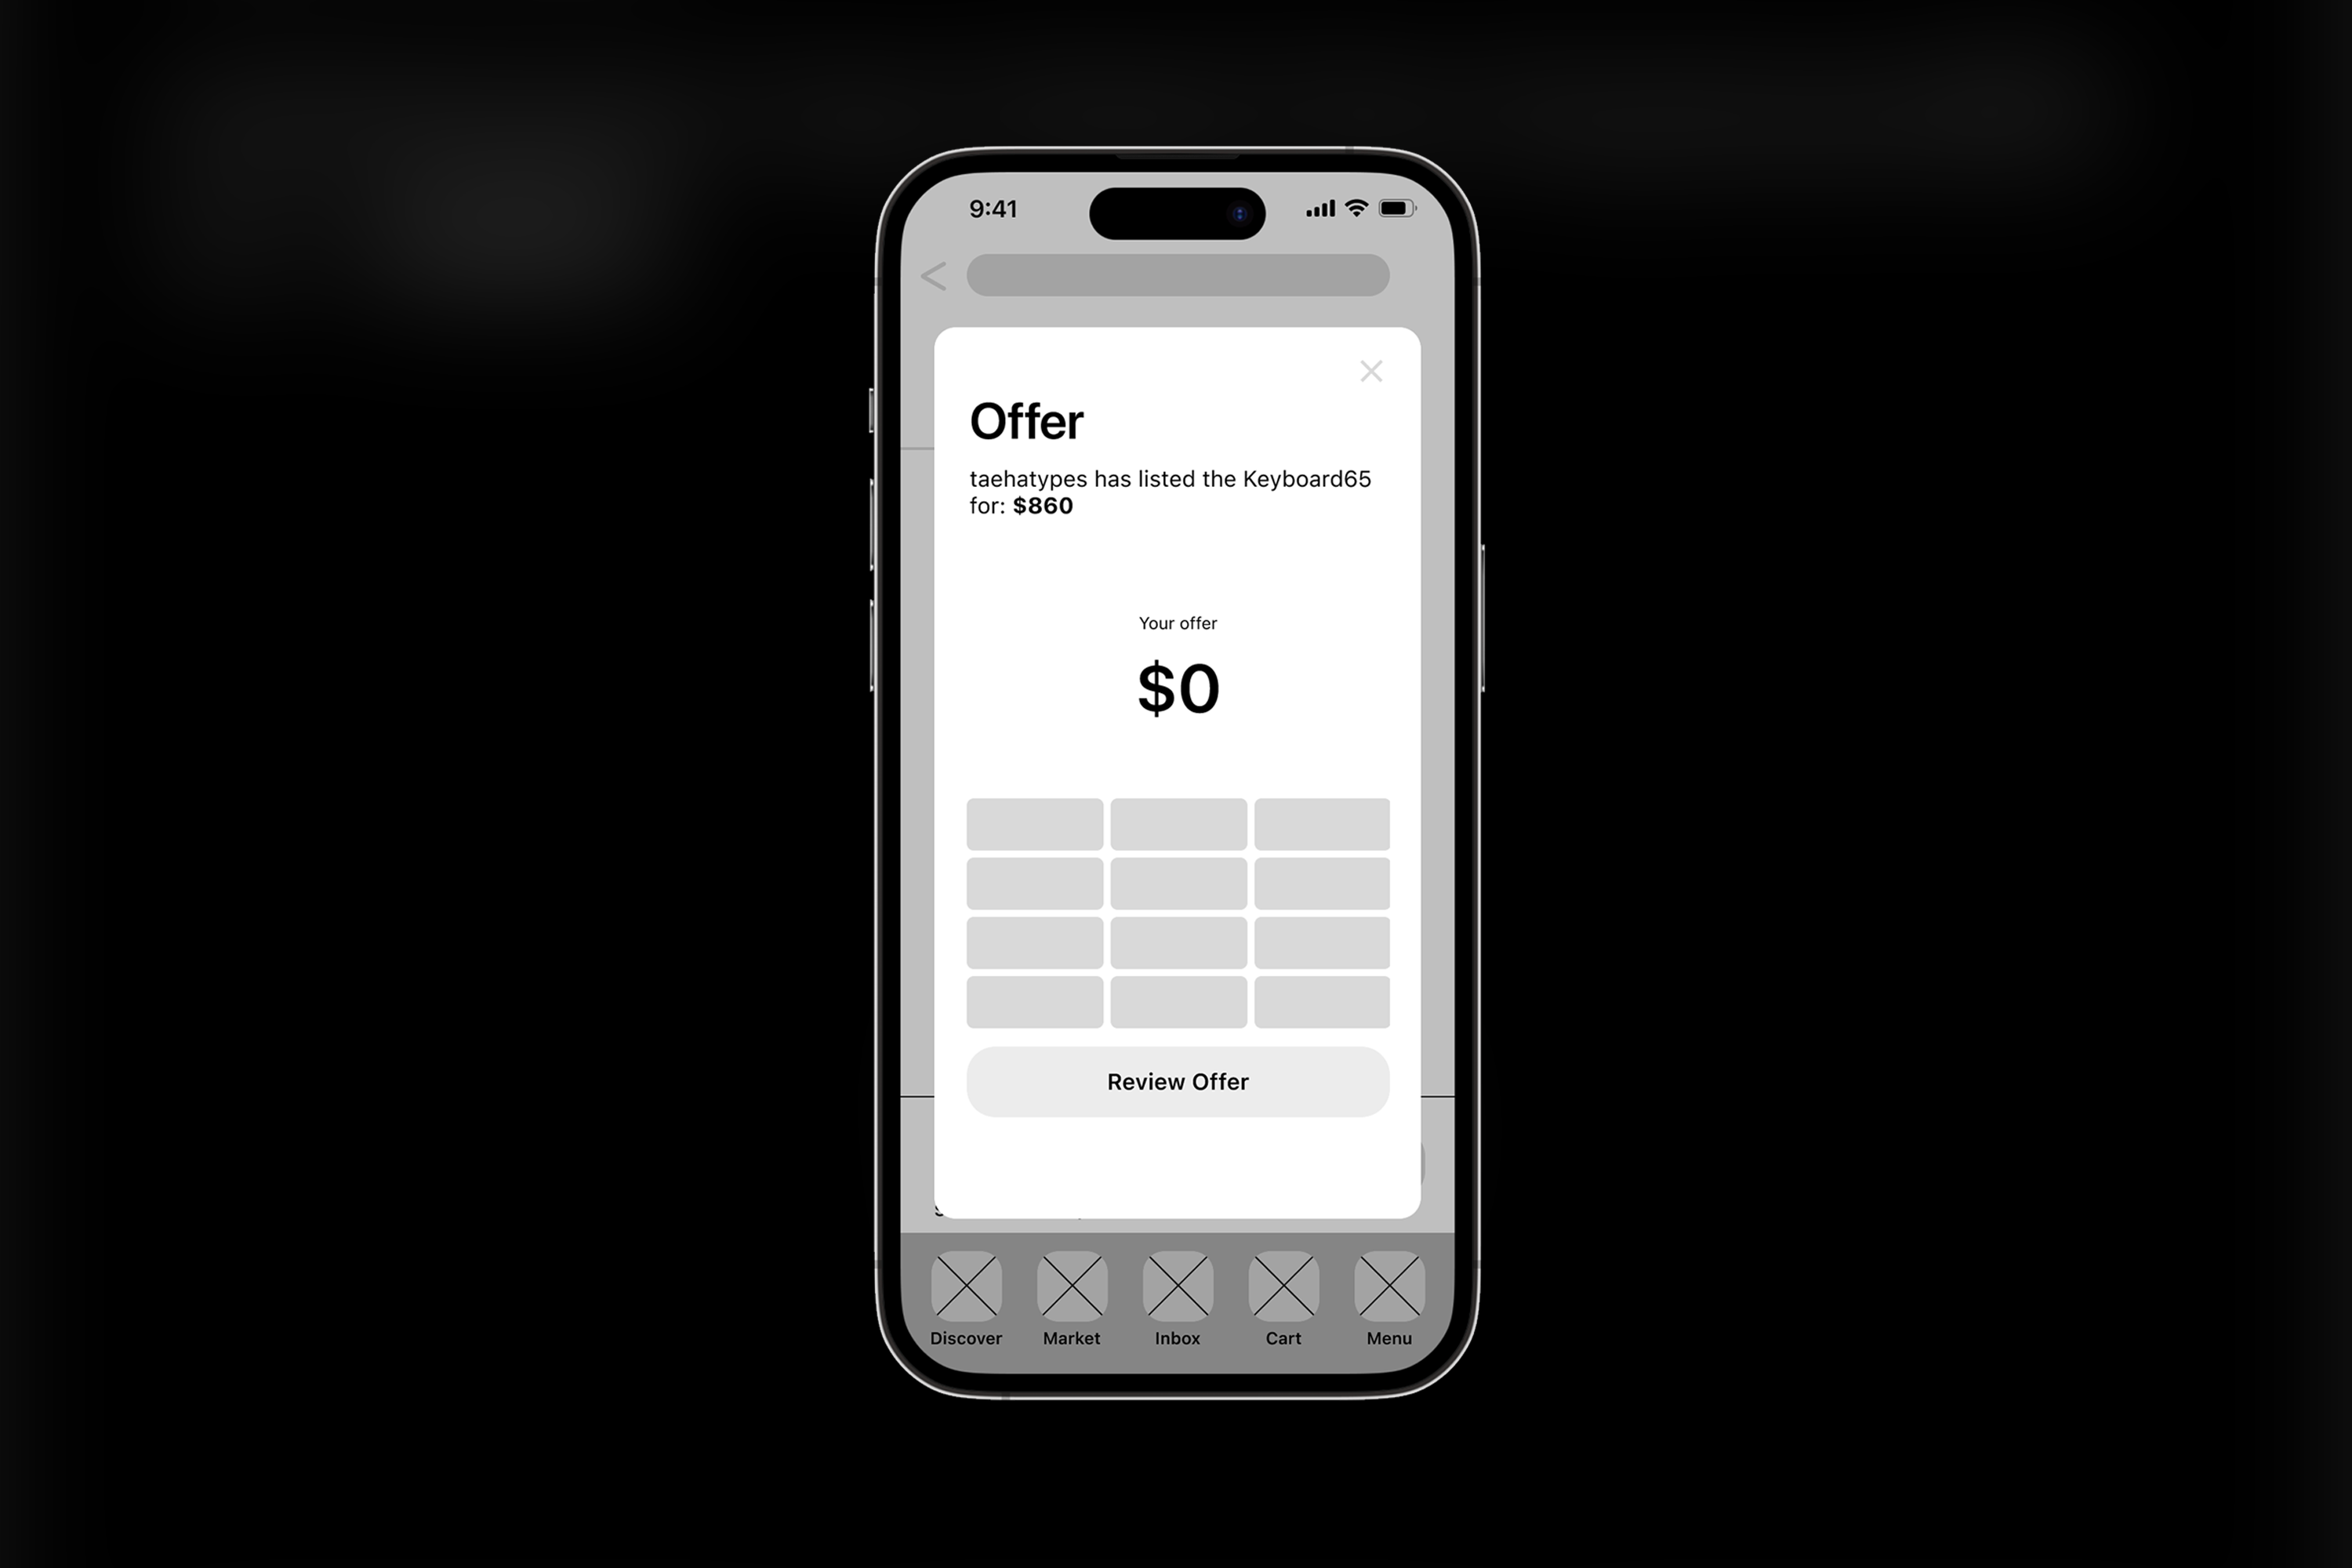 9:41
Offer
taehatypes has listed the Keyboard65
for: $860
Your offer
$0
Review Offer
Discover
Market
Inbox
Cart
Menu